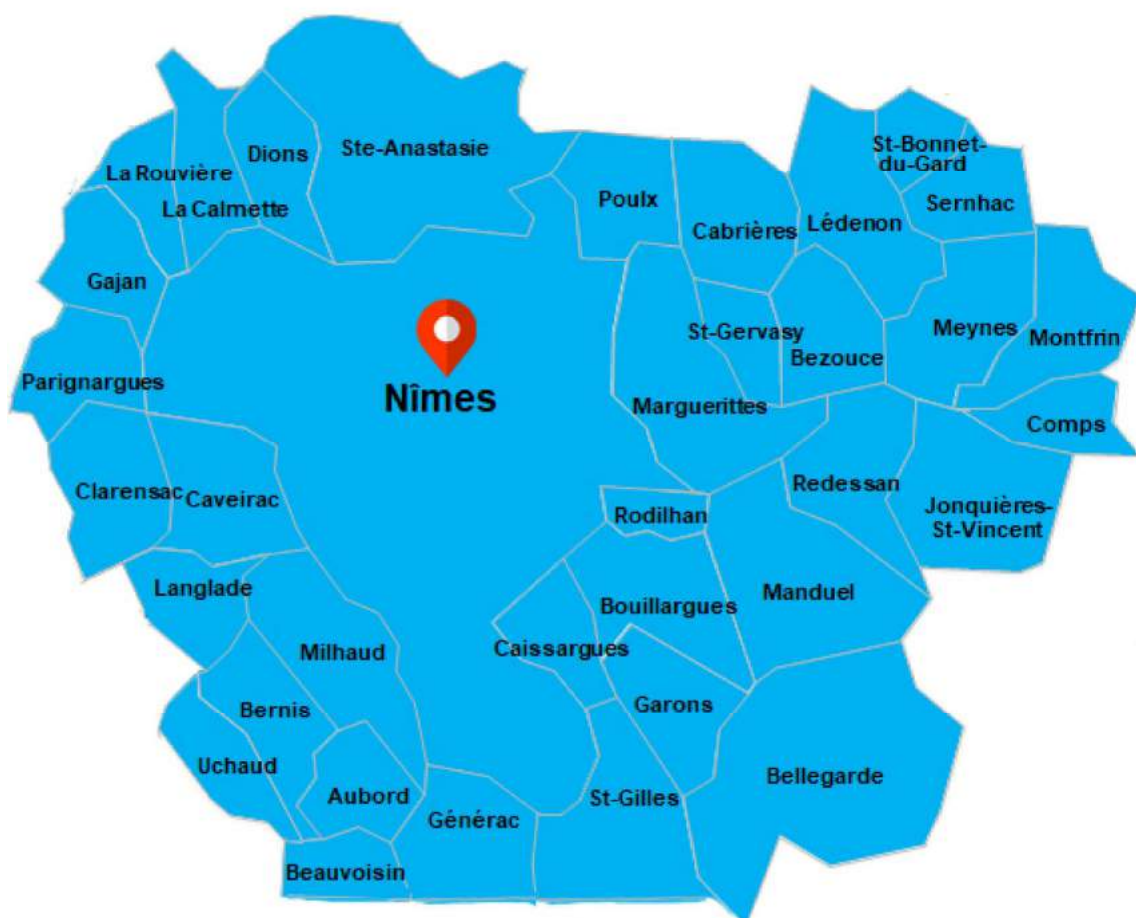 St-Bonnet-
du-Gard
Ste-Anastasie
Dions
La Rouvière
Poulx
Sernhac
La Calmette
Lédenon
Cabrières
Gajan
St-Gervasy
Meynes
Montfrin
Bezouce
Parignargues
Nîmes
Marguerittes
Comps
Redessan
Clarensac
Caveirac
Jonquières-
St-Vincent
Rodilhan
Langlade
Manduel
Bouillargues
Milhaud
Caissargues
Garons
Bernis
Uchaud
Bellegarde
Aubord
St-Gilles
Générac
Beauvoisin